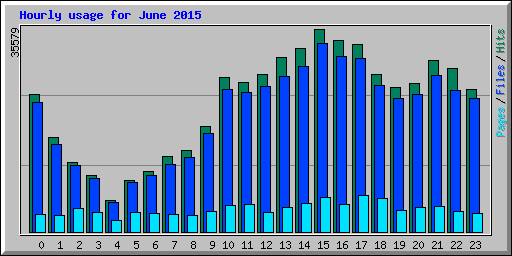 Hourly usage for June 2015
35579
Pages/Files/Hits
0 1 2 3 4 5 6 7 8 9 10 11 12 13 14 15 16 17 18 19 20 21 22 23